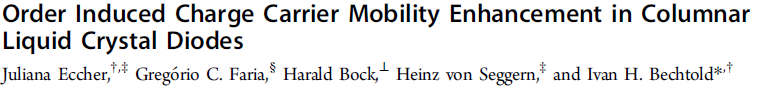 Order Induced Charge Carrier Mobility Enhancement in Columnar
Liquid Crystal Diodes
Juliana Eccher,†,‡ Gregório C. Faria,§ Harald Bock,⊥ Heinz von Seggern,‡ and Ivan H. Bechtold*,†